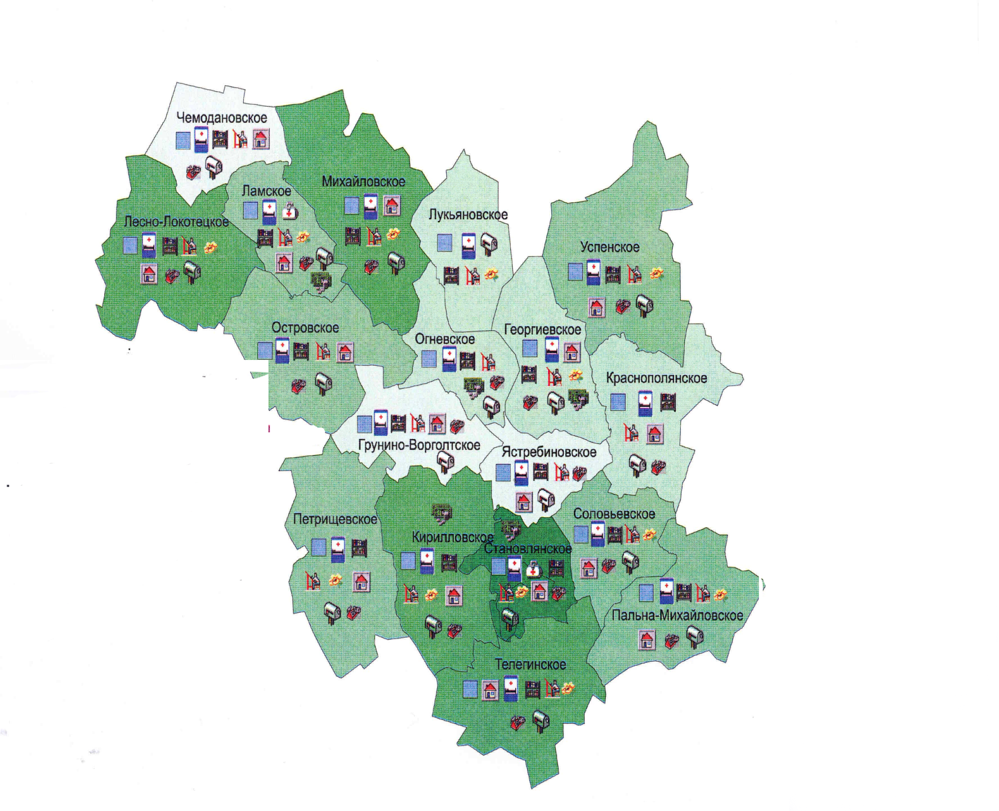 Чемодановское
Михайловское
Ламское
Лукьяновское
Лесно-Локотецкое
Успенское
Островское
Георгиевское
Огневское
Краснополянское
Грунино-Ворголтское
Ястребиновское
Петрищевское
Соловьевское
Кирилловское
Становлянское
Пальна-Михайловское
Телегинское